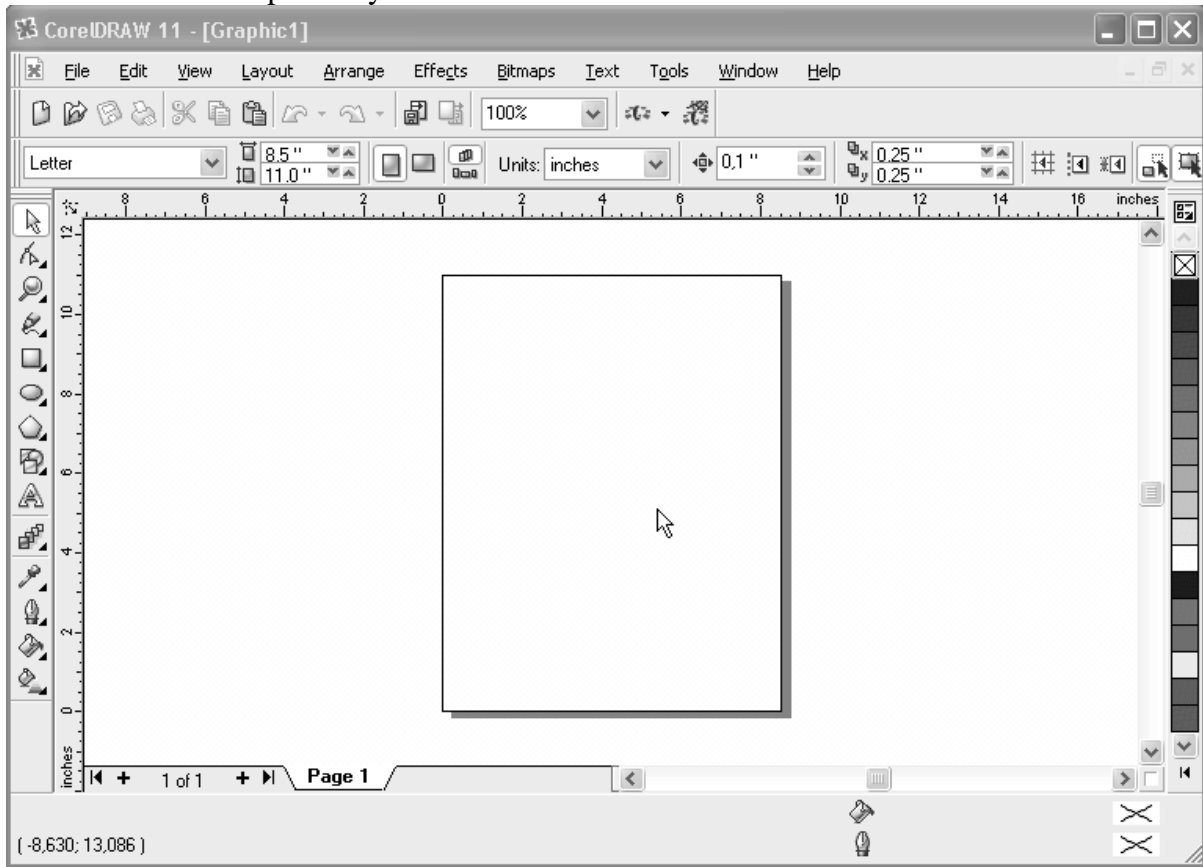 CorelDRAW 11 - [Graphic1]
File Edit View Layout Arrange Effects Bitmaps Text Tools Window Help
100%
Letter 8.5 " Units: inches 0,1 " x 0.25 "
11.0 " y 0.25 "
8 6 4 2 0 2 4 6 8 10 12 14 16 inches
12
10
8
6
4
2
0
inches
1 of 1 Page 1
( -8,630; 13,086 )